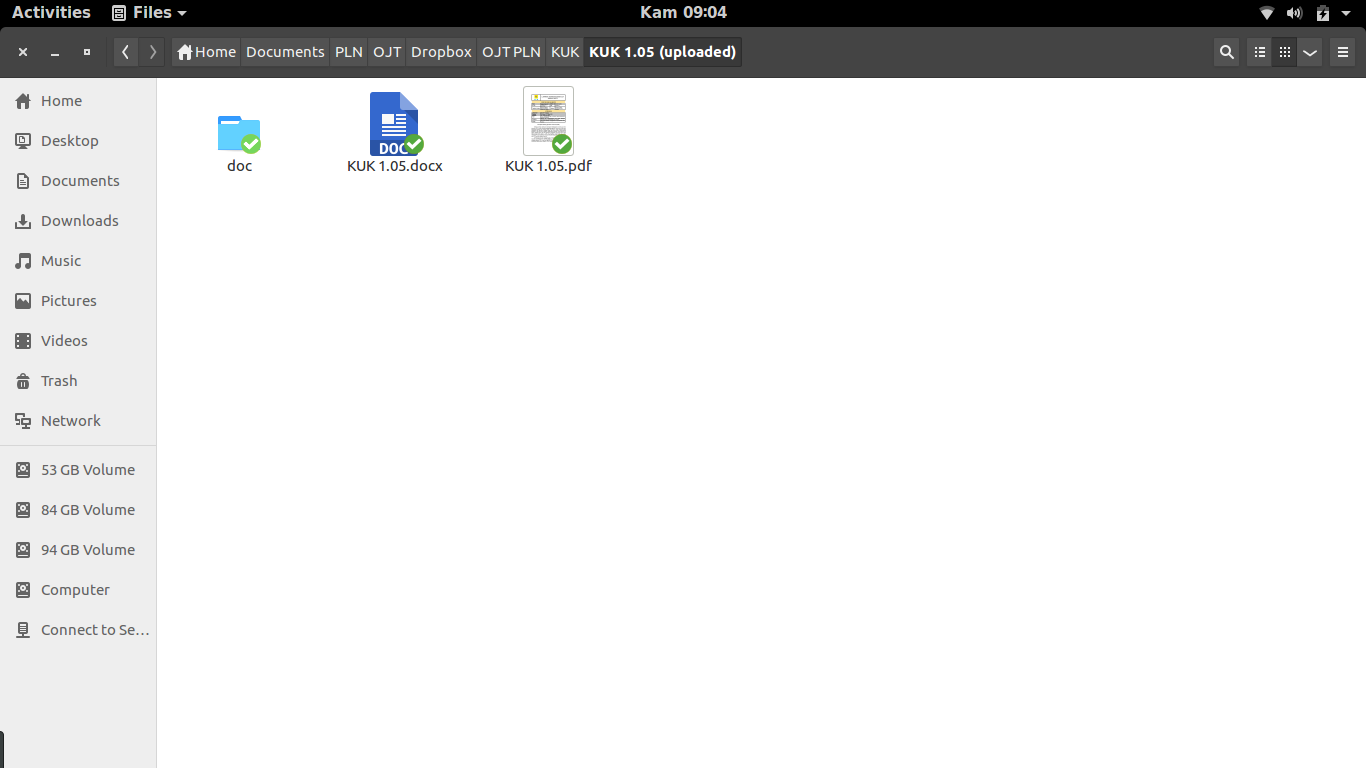 Activities Files Kam 09:04
Home Documents PLN OJT Dropbox OJT PLN KUK KUK 1.05 (uploaded)
Home
Desktop
Documents
Downloads
Music
Pictures
Videos
Trash
Network
53 GB Volume
84 GB Volume
94 GB Volume
Computer
Connect to Se…
doc
DOC
KUK 1.05.docx
KUK 1.05.pdf